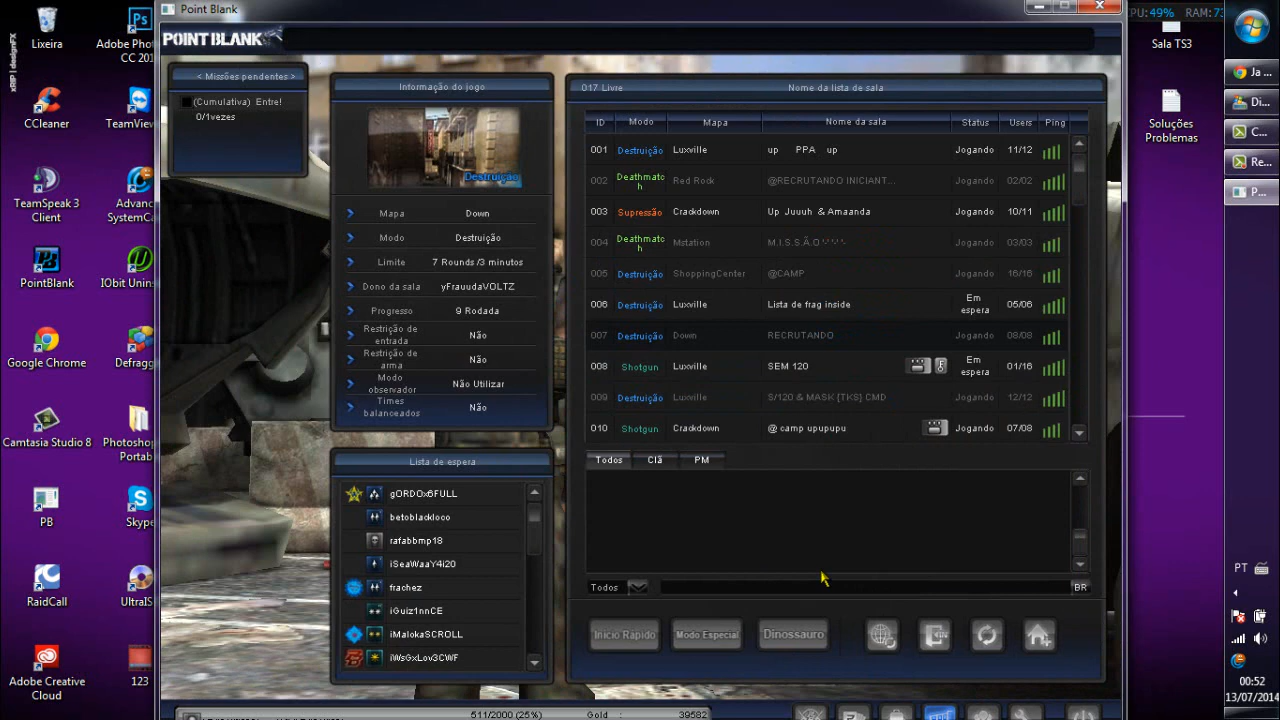 Point Blank
CPU: 49% RAM: 7
Lixeira
Adobe Pho
CC 201
CCleaner
TeamView
TeamSpeak 3
Client
Advanc
SystemCa
PointBlank
IObit Unins
Google Chrome
Defragg
Camtasia Studio 8
Photoshop
Portab
PB
Skype
RaidCall
UltraIS
Adobe Creative
Cloud
123
xRIP | designFX
POINT BLANK
< Missões pendentes >
(Cumulativa) Entre!
0/1vezes
Informação do jogo
Destruição
Mapa Down
Modo Destruição
Limite 7 Rounds /3 minutos
Dono da sala yFrauudaVOLTZ
Progresso 9 Rodada
Restrição de
entrada Não
Restrição de
arma Não
Modo
observador Não Utilizar
Times
balanceados Não
Lista de espera
gORDOx6FULL
betoblackloco
rafabbmp18
iSeaWaaY4i20
frachez
iGuiz1nnCE
iMalokaSCROLL
iWsGxLov3CWF
017 Livre Nome da lista de sala
ID Modo Mapa Nome da sala Status Users Ping
001 Destruição Luxville up PPA up Jogando 11/12
002 Deathmatch Red Rock @RECRUTANDO INICIANT... Jogando 02/02
003 Supressão Crackdown Up Juuuh & Amaanda Jogando 10/11
004 Deathmatch Mstation M.I.S.S.Ã.O Jogando 03/03
005 Destruição ShoppingCenter @CAMP Jogando 16/16
006 Destruição Luxville Lista de frag inside Em espera 05/06
007 Destruição Down RECRUTANDO Jogando 08/08
008 Shotgun Luxville SEM 120 Em espera 01/16
009 Destruição Luxville S/120 & MASK [TKS] CMD Jogando 12/12
010 Shotgun Crackdown @ camp upupupu Jogando 07/08
Todos Clã PM
Todos BR
Início Rápido Modo Especial Dinossauro
511/2000 (25%) Gold : 39582
Sala TS3
Soluções
Problemas
Ja ...
Di...
C...
Re...
P...
PT
00:52
13/07/2014